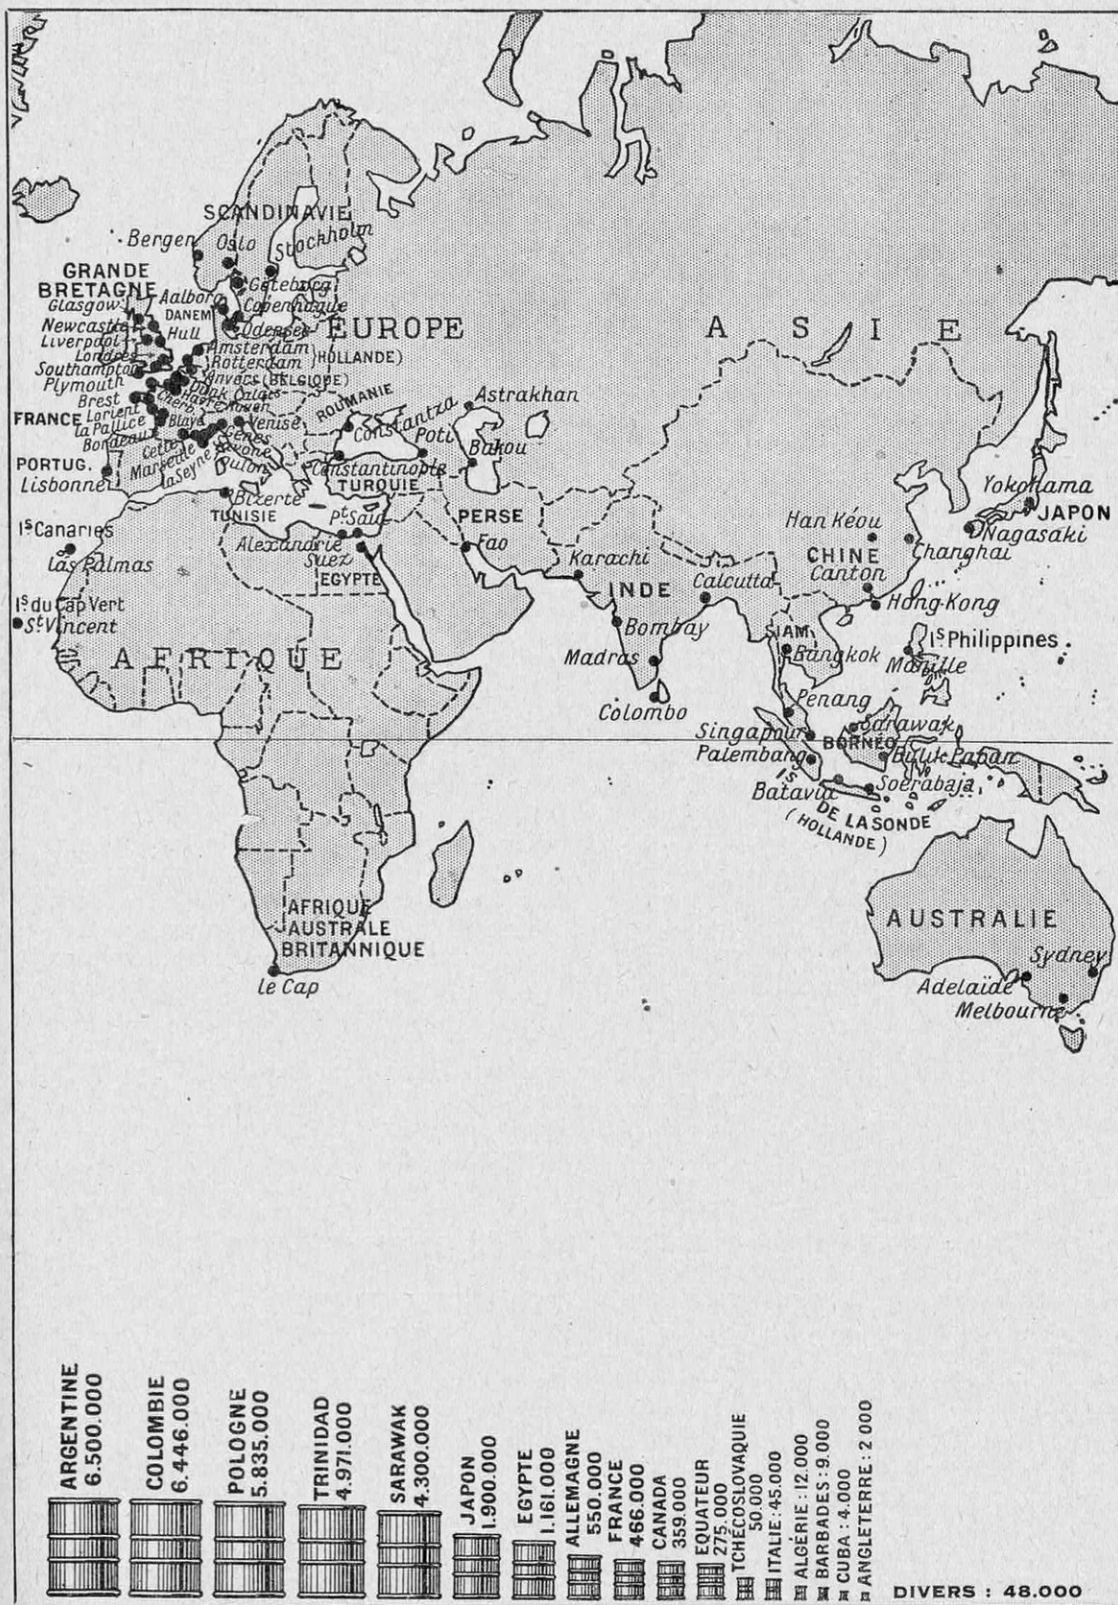 SCANDINAVIE
Bergen
Oslo
Stockholm
GRANDE
BRETAGNE
Göteborg
Glasgow
Aalborg
Copenhague
Newcastle
DANEM
EUROPE
ASIE
Liverpool
Hull
Odensee
Londres
Amsterdam
(HOLLANDE)
Southampton
Rotterdam
Plymouth
Anvers (BELGIQUE)
Dunk.
Calais
Brest
Cherb.
Havre
Rouen
ROUMANIE
Astrakhan
FRANCE
Lorient
la Pallice
Blaye
Venise
Constantza
Bordeaux
Gênes
Poti
Bakou
Cette
Savone
Marseille
la Seyne
PORTUG.
Lisbonne
Constantinople
TURQUIE
Bizerte
TUNISIE
Yokohama
JAPON
Iˢ Canaries
Pᵗ Saïd
PERSE
Han Kéou
Nagasaki
Alexandrie
Fao
las Palmas
Suez
Karachi
CHINE
Changhai
EGYPTE
INDE
Calcutta
Canton
Iˢ du Cap Vert
Hong-Kong
Sᵗ Vincent
Bombay
SIAM
Iˢ Philippines
AFRIQUE
Madras
Bangkok
Manille
Colombo
Penang
Singapour
Sarawak
Palembang
BORNEO
Batavia
Soerabaja
Iˢ
DE LA SONDE
(HOLLANDE)
AFRIQUE
AUSTRALE
BRITANNIQUE
AUSTRALIE
le Cap
Sydney
Adelaïde
Melbourne
ARGENTINE
6.500.000
COLOMBIE
6.446.000
POLOGNE
5.835.000
TRINIDAD
4.971.000
SARAWAK
4.300.000
JAPON
1.900.000
EGYPTE
1.161.000
ALLEMAGNE
550.000
FRANCE
466.000
CANADA
359.000
EQUATEUR
275.000
TCHÉCOSLOVAQUIE
50.000
ITALIE : 45.000
ALGÉRIE : 12.000
BARBADES : 9.000
CUBA : 4.000
ANGLETERRE : 2 000
DIVERS : 48.000